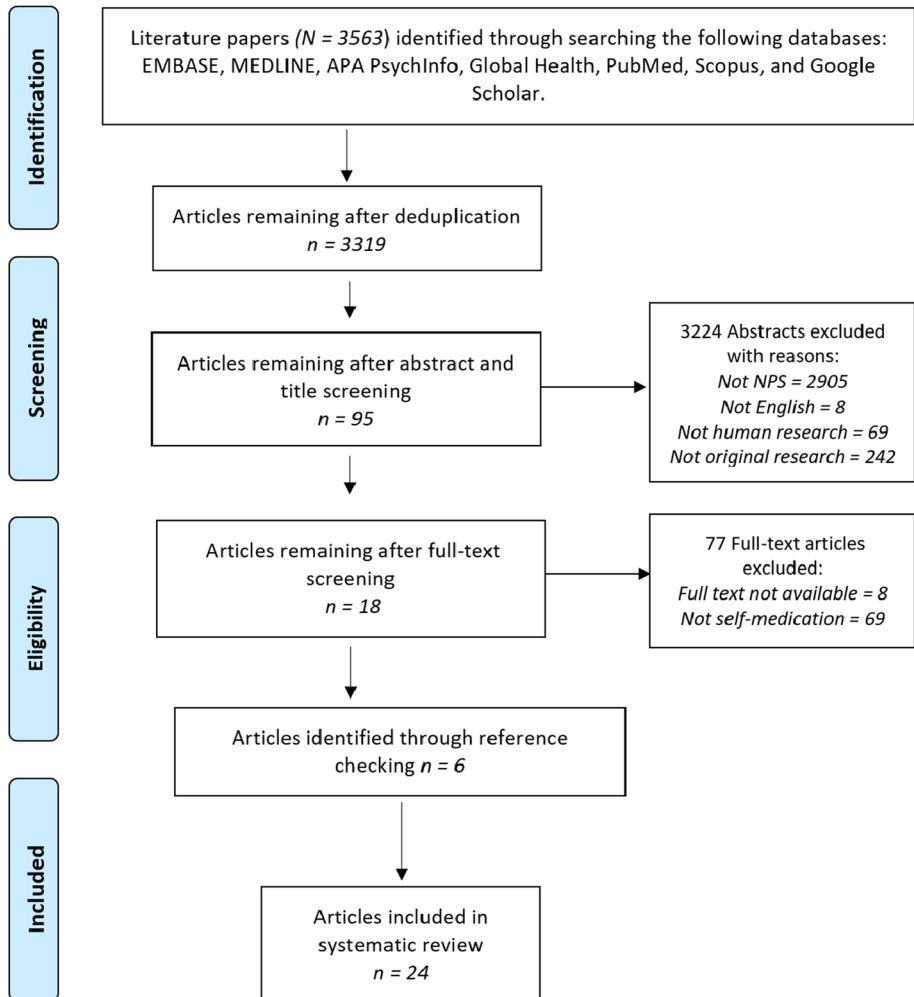 Identification
Literature papers (N = 3563) identified through searching the following databases:
EMBASE, MEDLINE, APA PsychInfo, Global Health, PubMed, Scopus, and Google
Scholar.
Articles remaining after deduplication
n = 3319
Screening
Articles remaining after abstract and
title screening
n = 95
3224 Abstracts excluded
with reasons:
Not NPS = 2905
Not English = 8
Not human research = 69
Not original research = 242
Eligibility
Articles remaining after full-text
screening
n = 18
77 Full-text articles
excluded:
Full text not available = 8
Not self-medication = 69
Articles identified through reference
checking n = 6
Included
Articles included in
systematic review
n = 24